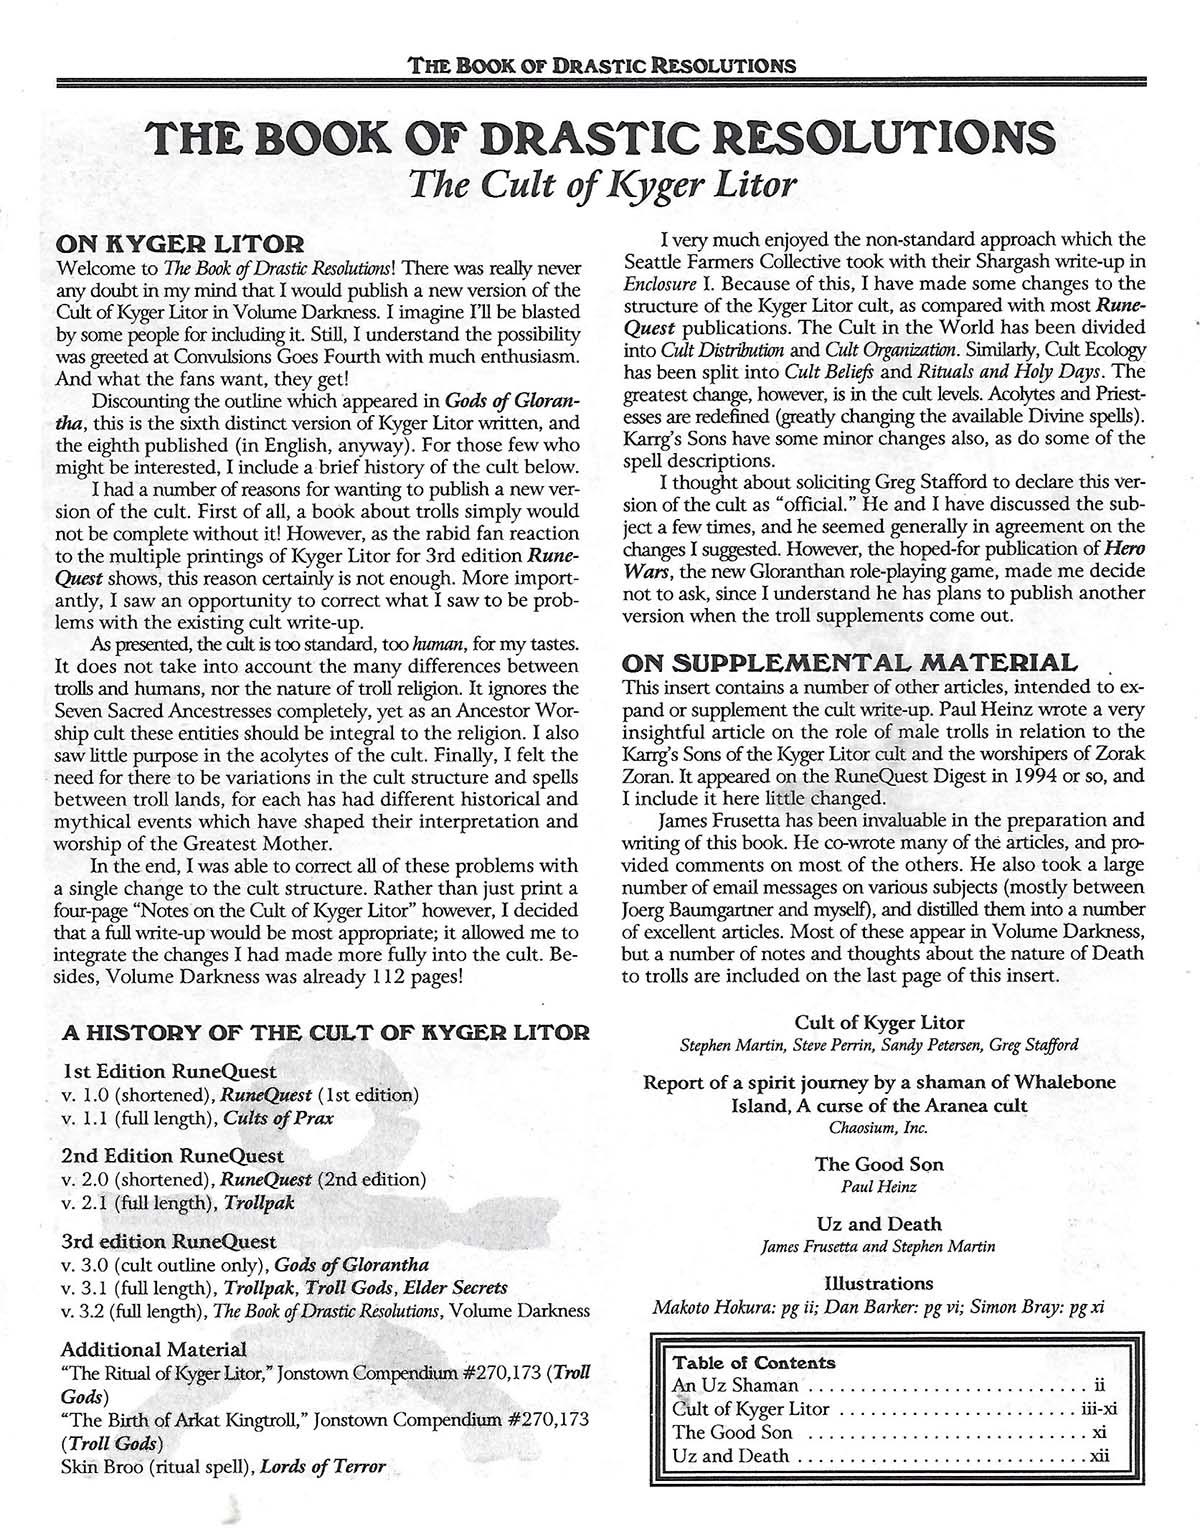 THE BOOK OF DRASTIC RESOLUTIONS
THE BOOK OF DRASTIC RESOLUTIONS
The Cult of Kyger Litor
ON KYGER LITOR
Welcome to The Book of Drastic Resolutions! There was really never
any doubt in my mind that I would publish a new version of the
Cult of Kyger Litor in Volume Darkness. I imagine I'll be blasted
by some people for including it. Still, I understand the possibility
was greeted at Convulsions Goes Fourth with much enthusiasm.
And what the fans want, they get!
Discounting the outline which appeared in Gods of Gloran-
tha, this is the sixth distinct version of Kyger Litor written, and
the eighth published (in English, anyway). For those few who
might be interested, I include a brief history of the cult below.
I had a number of reasons for wanting to publish a new ver-
sion of the cult. First of all, a book about trolls simply would
not be complete without it! However, as the rabid fan reaction
to the multiple printings of Kyger Litor for 3rd edition Rune-
Quest shows, this reason certainly is not enough. More import-
antly, I saw an opportunity to correct what I saw to be prob-
lems with the existing cult write-up.
As presented, the cult is too standard, too human, for my tastes.
It does not take into account the many differences between
trolls and humans, nor the nature of troll religion. It ignores the
Seven Sacred Ancestresses completely, yet as an Ancestor Wor-
ship cult these entities should be integral to the religion. I also
saw little purpose in the acolytes of the cult. Finally, I felt the
need for there to be variations in the cult structure and spells
between troll lands, for each has had different historical and
mythical events which have shaped their interpretation and
worship of the Greatest Mother.
In the end, I was able to correct all of these problems with
a single change to the cult structure. Rather than just print a
four-page "Notes on the Cult of Kyger Litor" however, I decided
that a full write-up would be most appropriate; it allowed me to
integrate the changes I had made more fully into the cult. Be-
sides, Volume Darkness was already 112 pages!
A HISTORY OF THE CULT OF KYGER LITOR
1st Edition RuneQuest
v. 1.0 (shortened), RuneQuest (1st edition)
v. 1.1 (full length), Cults of Prax
2nd Edition RuneQuest
v. 2.0 (shortened), RuneQuest (2nd edition)
v. 2.1 (full length), Trollpak
3rd edition RuneQuest
v. 3.0 (cult outline only), Gods of Glorantha
v. 3.1 (full length), Trollpak, Troll Gods, Elder Secrets
v. 3.2 (full length), The Book of Drastic Resolutions, Volume Darkness
Additional Material
"The Ritual of Kyger Litor," Jonstown Compendium #270,173 (Troll
Gods)
"The Birth of Arkat Kingtroll," Jonstown Compendium #270,173
(Troll Gods)
Skin Broo (ritual spell), Lords of Terror
I very much enjoyed the non-standard approach which the
Seattle Farmers Collective took with their Shargash write-up in
Enclosure I. Because of this, I have made some changes to the
structure of the Kyger Litor cult, as compared with most Rune-
Quest publications. The Cult in the World has been divided
into Cult Distribution and Cult Organization. Similarly, Cult Ecology
has been split into Cult Beliefs and Rituals and Holy Days. The
greatest change, however, is in the cult levels. Acolytes and Priest-
esses are redefined (greatly changing the available Divine spells).
Karrg's Sons have some minor changes also, as do some of the
spell descriptions.
I thought about soliciting Greg Stafford to declare this ver-
sion of the cult as "official." He and I have discussed the sub-
ject a few times, and he seemed generally in agreement on the
changes I suggested. However, the hoped-for publication of Hero
Wars, the new Gloranthan role-playing game, made me decide
not to ask, since I understand he has plans to publish another
version when the troll supplements come out.
ON SUPPLEMENTAL MATERIAL
This insert contains a number of other articles, intended to ex-
pand or supplement the cult write-up. Paul Heinz wrote a very
insightful article on the role of male trolls in relation to the
Karrg's Sons of the Kyger Litor cult and the worshipers of Zorak
Zoran. It appeared on the RuneQuest Digest in 1994 or so, and
I include it here little changed.
James Frusetta has been invaluable in the preparation and
writing of this book. He co-wrote many of the articles, and pro-
vided comments on most of the others. He also took a large
number of email messages on various subjects (mostly between
Joerg Baumgartner and myself), and distilled them into a number
of excellent articles. Most of these appear in Volume Darkness,
but a number of notes and thoughts about the nature of Death
to trolls are included on the last page of this insert.
Cult of Kyger Litor
Stephen Martin, Steve Perrin, Sandy Petersen, Greg Stafford
Report of a spirit journey by a shaman of Whalebone
Island, A curse of the Aranea cult
Chaosium, Inc.
The Good Son
Paul Heinz
Uz and Death
James Frusetta and Stephen Martin
Illustrations
Makoto Hokura: pg ii; Dan Barker: pg vi; Simon Bray: pg xi
Table of Contents
An Uz Shaman . . . . . . . . . . . . . . . . . . . . . . . . . . . ii
Cult of Kyger Litor . . . . . . . . . . . . . . . . . . . . . . . iii-xi
The Good Son . . . . . . . . . . . . . . . . . . . . . . . . . . . xi
Uz and Death . . . . . . . . . . . . . . . . . . . . . . . . . . . xii